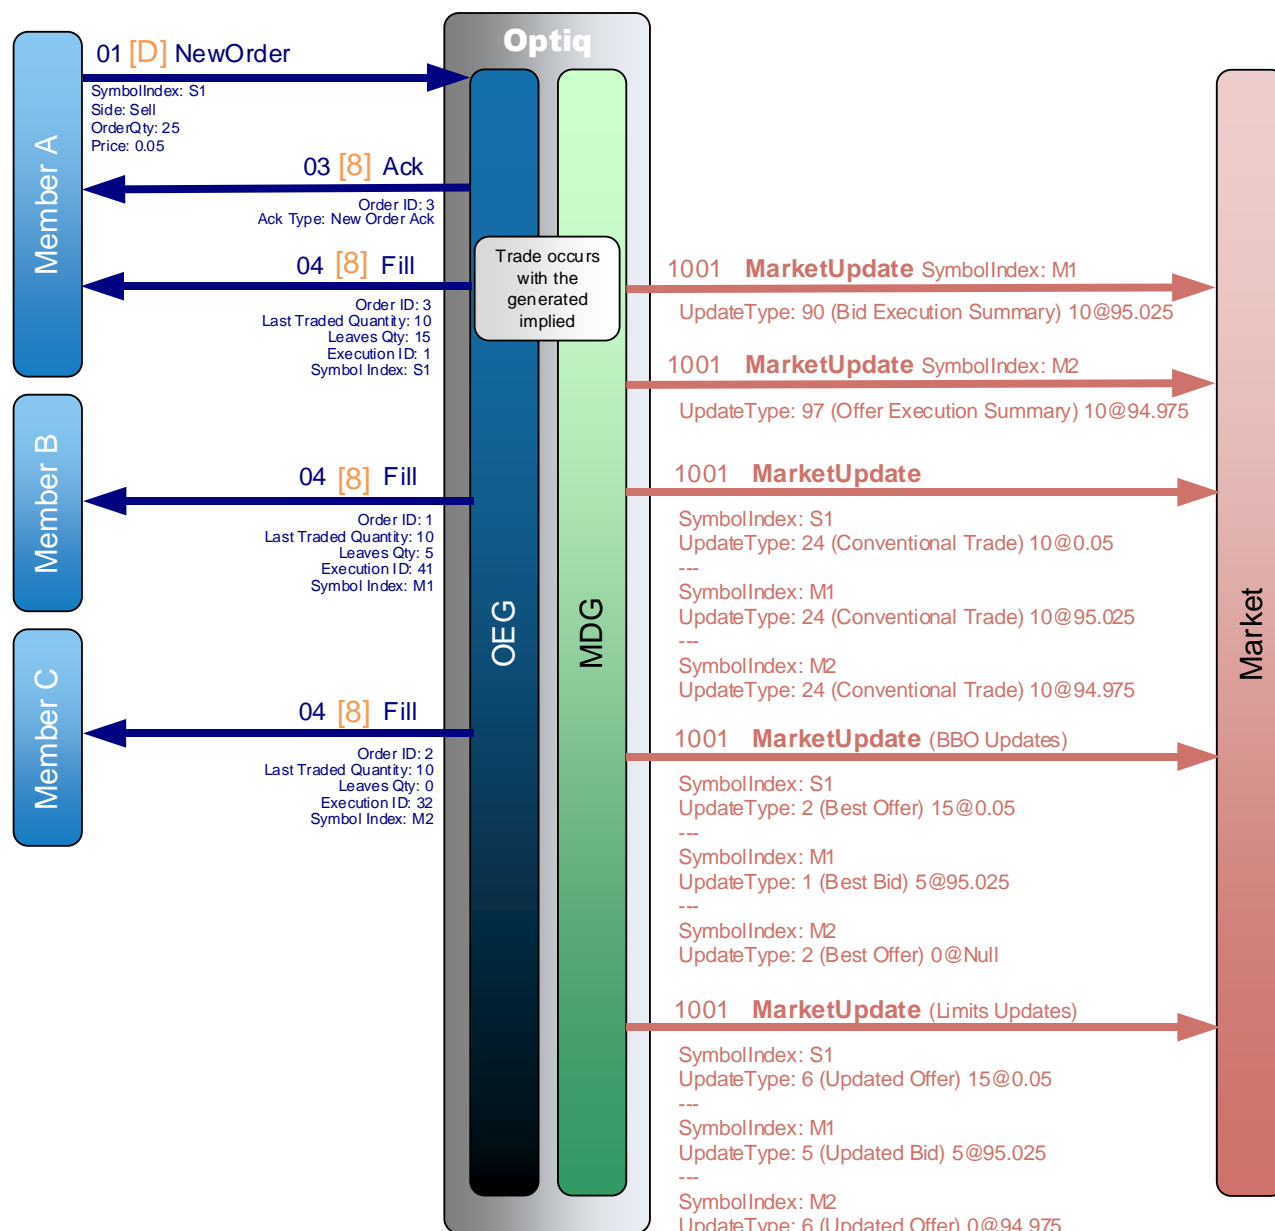 Optiq
Member A
01 [D] NewOrder
SymbolIndex: S1
Side: Sell
OrderQty: 25
Price: 0.05
03 [8] Ack
Order ID: 3
Ack Type: New Order Ack
04 [8] Fill
Order ID: 3
Last Traded Quantity: 10
Leaves Qty: 15
Execution ID: 1
Symbol Index: S1
Member B
04 [8] Fill
Order ID: 1
Last Traded Quantity: 10
Leaves Qty: 5
Execution ID: 41
Symbol Index: M1
Member C
04 [8] Fill
Order ID: 2
Last Traded Quantity: 10
Leaves Qty: 0
Execution ID: 32
Symbol Index: M2
Trade occurs
with the
generated
implied
OEG
MDG
1001 MarketUpdate SymbolIndex: M1
UpdateType: 90 (Bid Execution Summary) 10@95.025
1001 MarketUpdate SymbolIndex: M2
UpdateType: 97 (Offer Execution Summary) 10@94.975
1001 MarketUpdate
SymbolIndex: S1
UpdateType: 24 (Conventional Trade) 10@0.05
---
SymbolIndex: M1
UpdateType: 24 (Conventional Trade) 10@95.025
---
SymbolIndex: M2
UpdateType: 24 (Conventional Trade) 10@94.975
1001 MarketUpdate (BBO Updates)
SymbolIndex: S1
UpdateType: 2 (Best Offer) 15@0.05
---
SymbolIndex: M1
UpdateType: 1 (Best Bid) 5@95.025
---
SymbolIndex: M2
UpdateType: 2 (Best Offer) 0@Null
1001 MarketUpdate (Limits Updates)
SymbolIndex: S1
UpdateType: 6 (Updated Offer) 15@0.05
---
SymbolIndex: M1
UpdateType: 5 (Updated Bid) 5@95.025
---
SymbolIndex: M2
UpdateType: 6 (Updated Offer) 0@94.975
Market